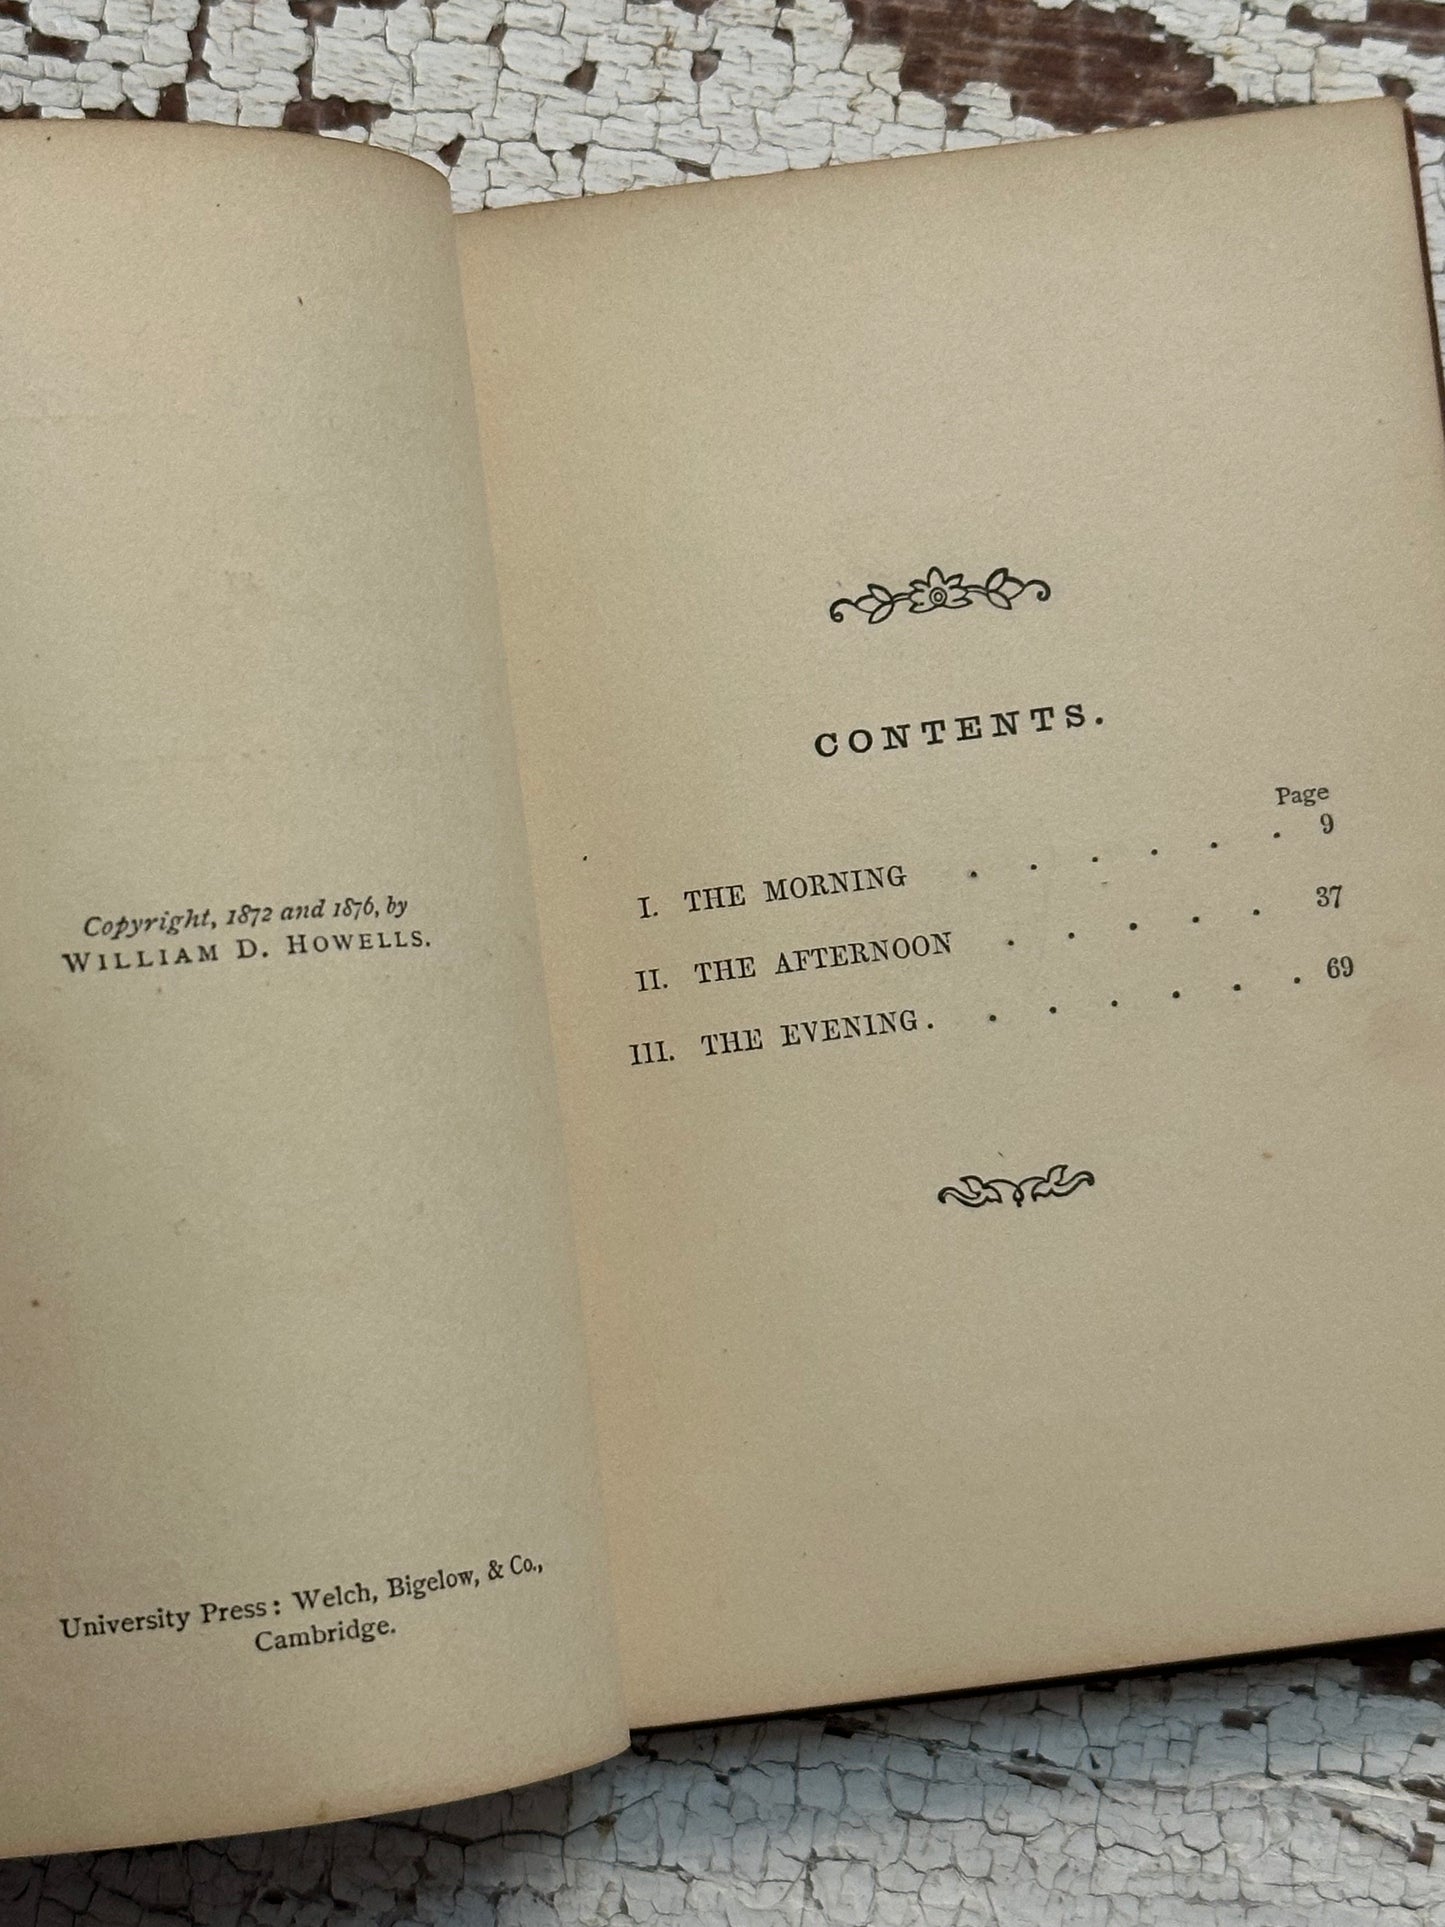 Copyright, 1872 and 1876, by
WILLIAM D. HOWELLS.
University Press: Welch, Bigelow, & Co.,
Cambridge.
CONTENTS.
Page
I. THE MORNING . . . . . . 9
II. THE AFTERNOON . . . . . 37
III. THE EVENING . . . . . . . 69